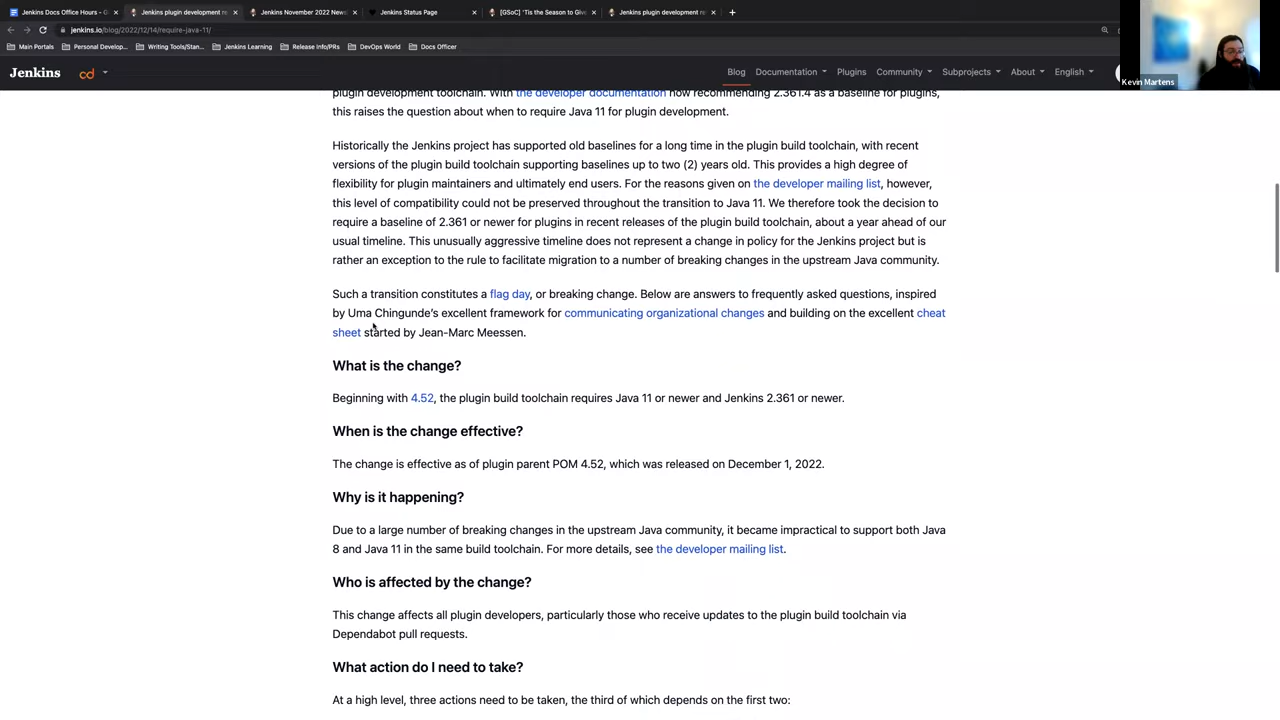 Jenkins Docs Office Hours - G
Jenkins plugin development re
Jenkins November 2022 News
Jenkins Status Page
[GSoC] 'Tis the Season to Give
Jenkins plugin development re
jenkins.io/blog/2022/12/14/require-java-11/
Main Portals
Personal Develop...
Writing Tools/Stan...
Jenkins Learning
Release Info/PRs
DevOps World
Docs Officer
Kevin Martens
Jenkins
cd
Blog
Documentation
Plugins
Community
Subprojects
About
English
plugin development toolchain. With the developer documentation now recommending 2.361.4 as a baseline for plugins,
this raises the question about when to require Java 11 for plugin development.
Historically the Jenkins project has supported old baselines for a long time in the plugin build toolchain, with recent
versions of the plugin build toolchain supporting baselines up to two (2) years old. This provides a high degree of
flexibility for plugin maintainers and ultimately end users. For the reasons given on the developer mailing list, however,
this level of compatibility could not be preserved throughout the transition to Java 11. We therefore took the decision to
require a baseline of 2.361 or newer for plugins in recent releases of the plugin build toolchain, about a year ahead of our
usual timeline. This unusually aggressive timeline does not represent a change in policy for the Jenkins project but is
rather an exception to the rule to facilitate migration to a number of breaking changes in the upstream Java community.
Such a transition constitutes a flag day, or breaking change. Below are answers to frequently asked questions, inspired
by Uma Chingunde's excellent framework for communicating organizational changes and building on the excellent cheat
sheet started by Jean-Marc Meessen.
What is the change?
Beginning with 4.52, the plugin build toolchain requires Java 11 or newer and Jenkins 2.361 or newer.
When is the change effective?
The change is effective as of plugin parent POM 4.52, which was released on December 1, 2022.
Why is it happening?
Due to a large number of breaking changes in the upstream Java community, it became impractical to support both Java
8 and Java 11 in the same build toolchain. For more details, see the developer mailing list.
Who is affected by the change?
This change affects all plugin developers, particularly those who receive updates to the plugin build toolchain via
Dependabot pull requests.
What action do I need to take?
At a high level, three actions need to be taken, the third of which depends on the first two: